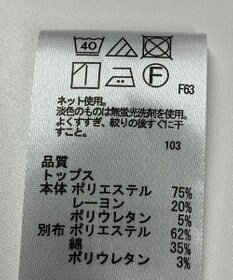 40
F
F63
ネット使用。
淡色のものは無蛍光洗剤を使用。
よくすすぎ、絞りの後すぐに干
すこと。
103
品質
トップス
本体 ポリエステル 75%
レーヨン 20%
ポリウレタン 5%
別布 ポリエステル 62%
綿 35%
ポリウレタン 3%